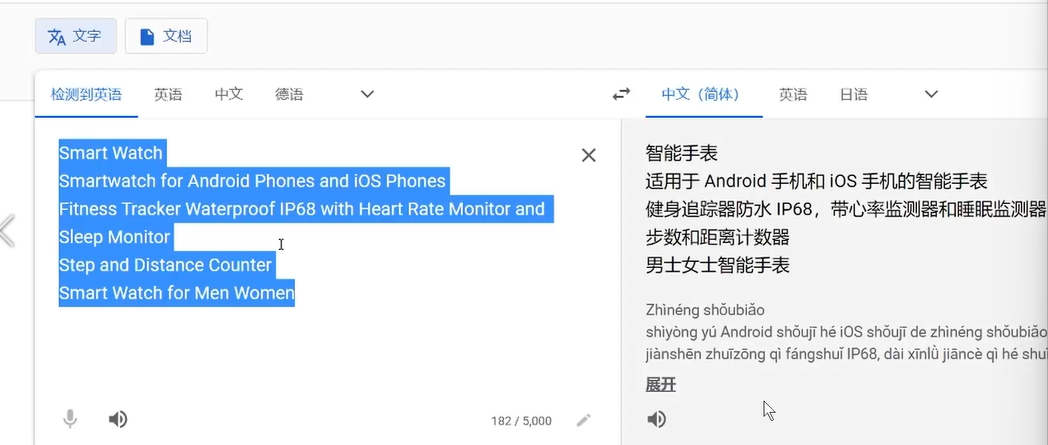 文字 文档
检测到英语 英语 中文 德语 中文（简体） 英语 日语
Smart Watch
Smartwatch for Android Phones and iOS Phones
Fitness Tracker Waterproof IP68 with Heart Rate Monitor and
Sleep Monitor
Step and Distance Counter
Smart Watch for Men Women
182 / 5,000
智能手表
适用于 Android 手机和 iOS 手机的智能手表
健身追踪器防水 IP68，带心率监测器和睡眠监测器
步数和距离计数器
男士女士智能手表
Zhìnéng shǒubiǎo
shìyòng yú Android shǒujī hé iOS shǒujī de zhìnéng shǒubiǎo
jiànshēn zhuīzōng qì fángshuǐ IP68, dài xīnlǜ jiāncè qì hé
展开